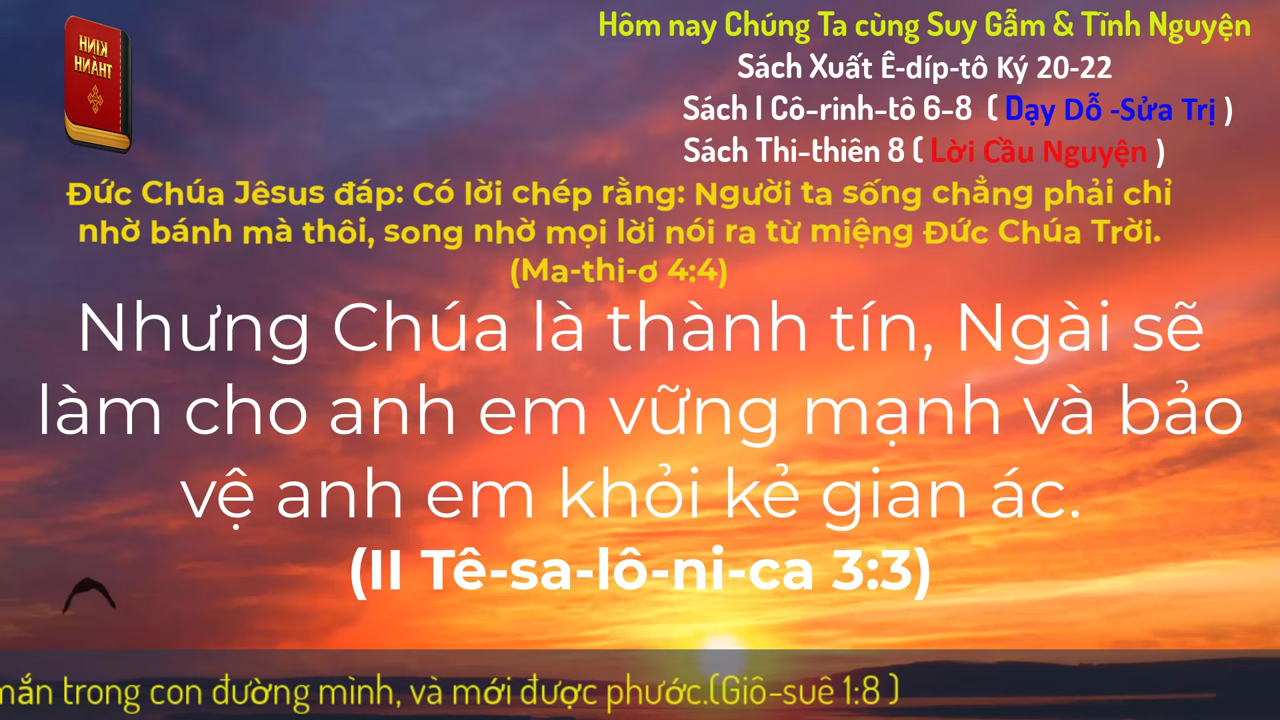 KINH
THÁNH
Hôm nay Chúng Ta cùng Suy Gẫm & Tĩnh Nguyện
Sách Xuất Ê-díp-tô Ký 20-22
Sách I Cô-rinh-tô 6-8 ( Dạy Dỗ -Sửa Trị )
Sách Thi-thiên 8 ( Lời Cầu Nguyện )
Đức Chúa Jêsus đáp: Có lời chép rằng: Người ta sống chẳng phải chỉ
nhờ bánh mà thôi, song nhờ mọi lời nói ra từ miệng Đức Chúa Trời.
(Ma-thi-ơ 4:4)
Nhưng Chúa là thành tín, Ngài sẽ
làm cho anh em vững mạnh và bảo
vệ anh em khỏi kẻ gian ác.
(II Tê-sa-lô-ni-ca 3:3)
mắn trong con đường mình, và mới được phước.(Giô-suê 1:8 )